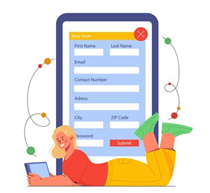 New Form
First Name Last Name
Email
Contact Number
Adress
City ZIP Code
Password
Submit